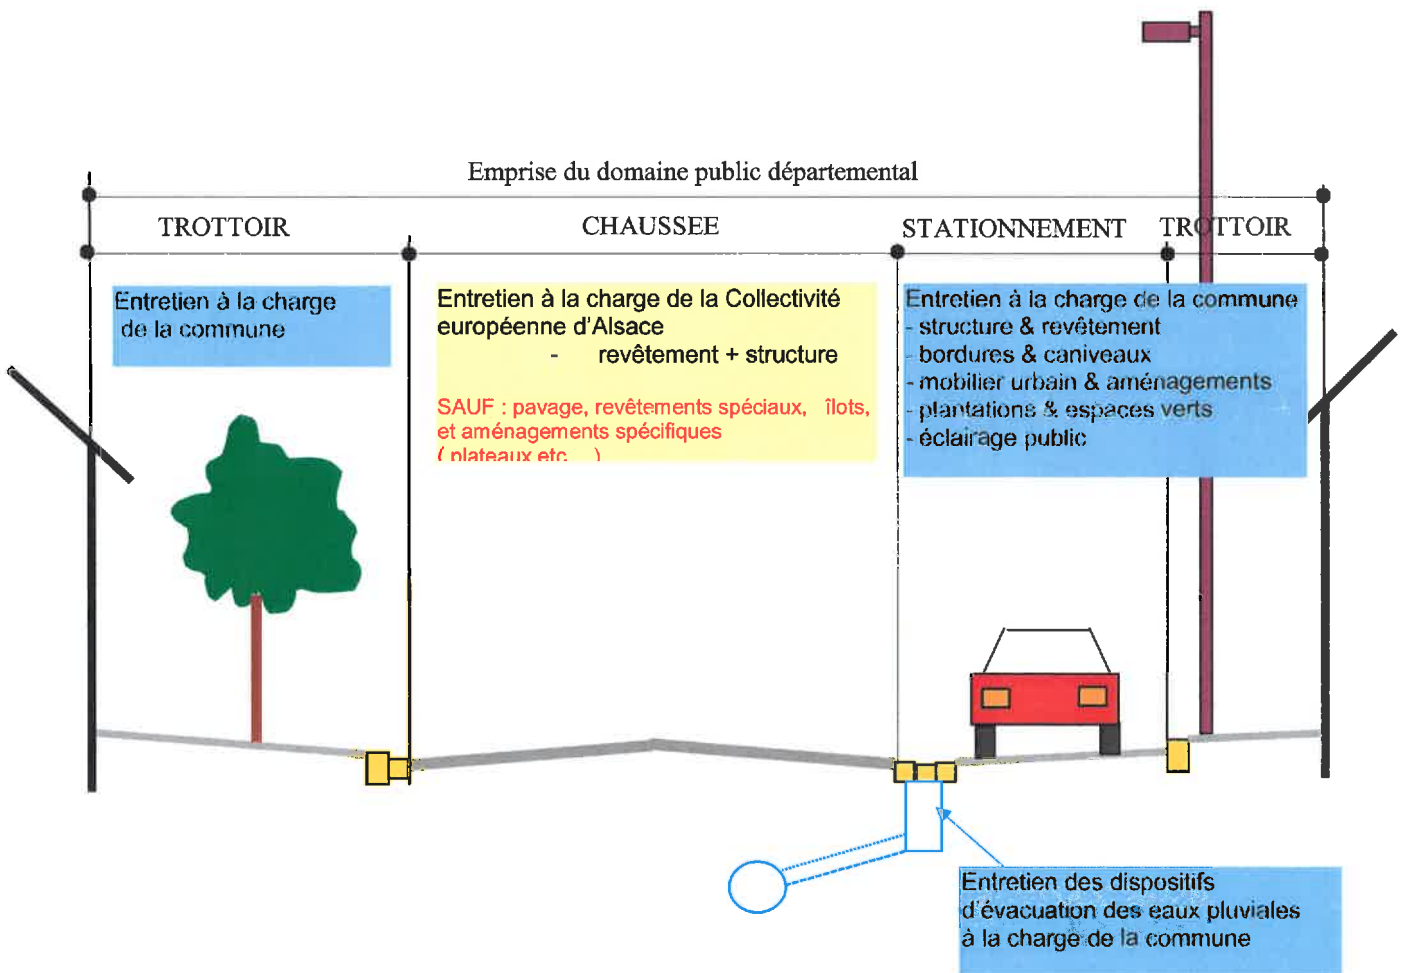 Emprise du domaine public départemental
TROTTOIR
CHAUSSEE
STATIONNEMENT
TROTTOIR
Entretien à la charge
de la commune
Entretien à la charge de la Collectivité
européenne d'Alsace
- revêtement + structure
SAUF : pavage, revêtements spéciaux, îlots,
et aménagements spécifiques
( plateaux etc )
Entretien à la charge de la commune
- structure & revêtement
- bordures & caniveaux
- mobilier urbain & aménagements
- plantations & espaces verts
- éclairage public
Entretien des dispositifs
d'évacuation des eaux pluviales
à la charge de la commune